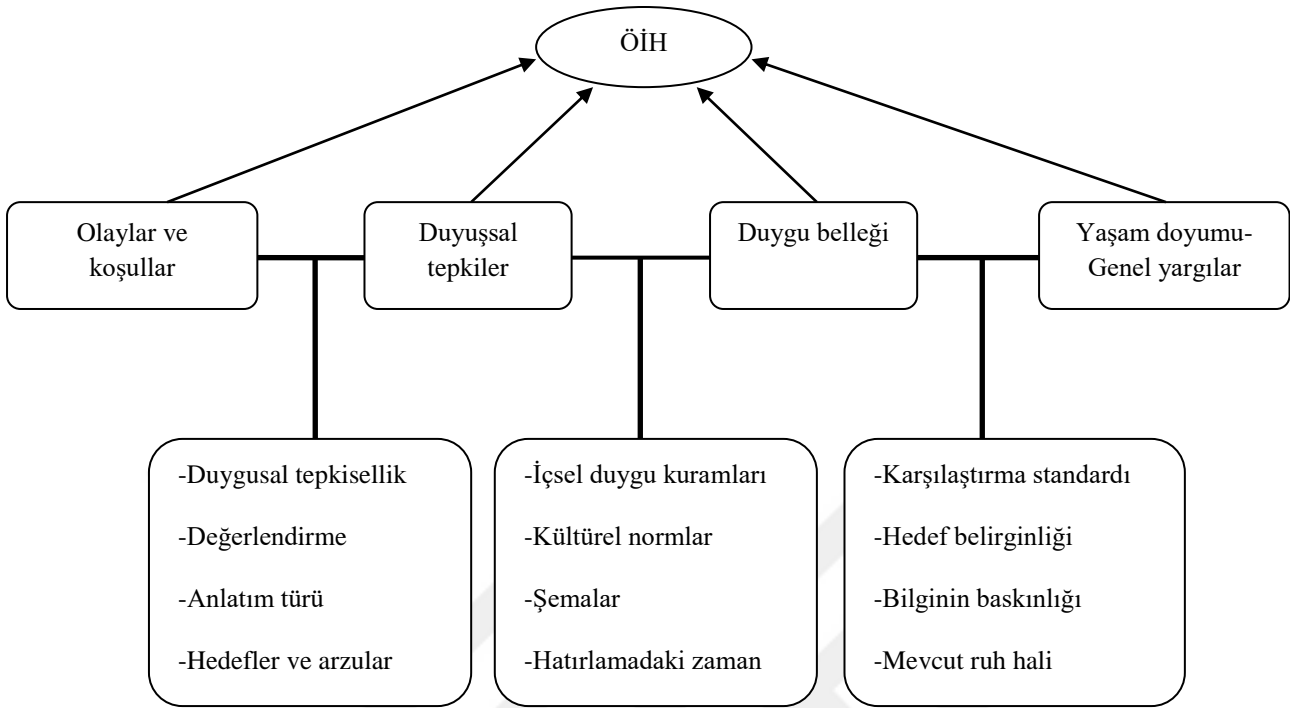 ÖİH
Olaylar ve
koşullar
Duyuşsal
tepkiler
Duygu belleği
Yaşam doyumu-
Genel yargılar
-Duygusal tepkisellik
-Değerlendirme
-Anlatım türü
-Hedefler ve arzular
-İçsel duygu kuramları
-Kültürel normlar
-Şemalar
-Hatırlamadaki zaman
-Karşılaştırma standardı
-Hedef belirginliği
-Bilginin baskınlığı
-Mevcut ruh hali